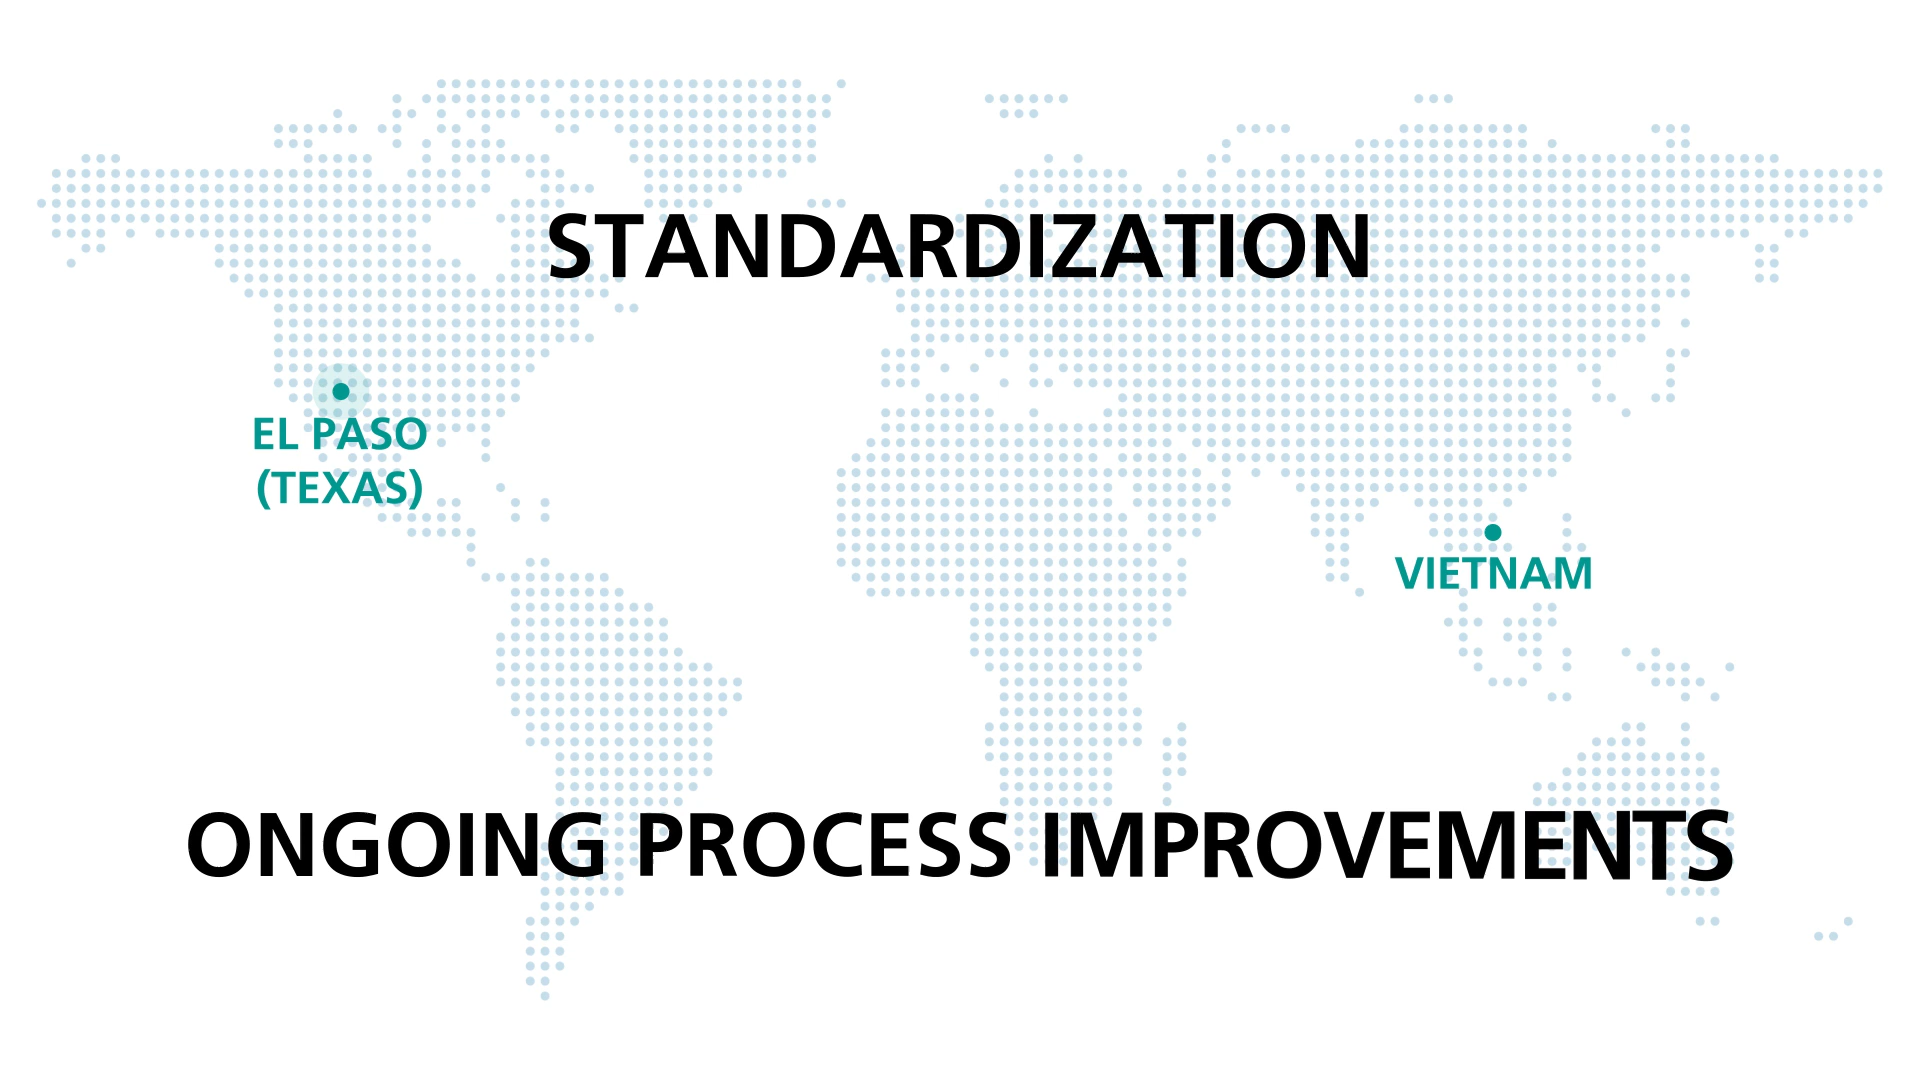 STANDARDIZATION
EL PASO
(TEXAS)
VIETNAM
ONGOING PROCESS IMPROVEMENTS